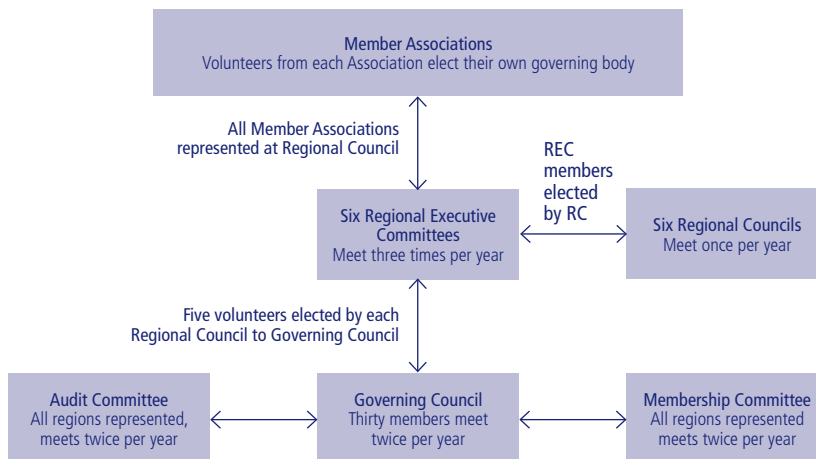 Member Associations
Volunteers from each Association elect their own governing body
All Member Associations
represented at Regional Council
REC
members
elected
by RC
Six Regional Executive
Committees
Meet three times per year
Six Regional Councils
Meet once per year
Five volunteers elected by each
Regional Council to Governing Council
Audit Committee
All regions represented,
meets twice per year
Governing Council
Thirty members meet
twice per year
Membership Committee
All regions represented
meets twice per year